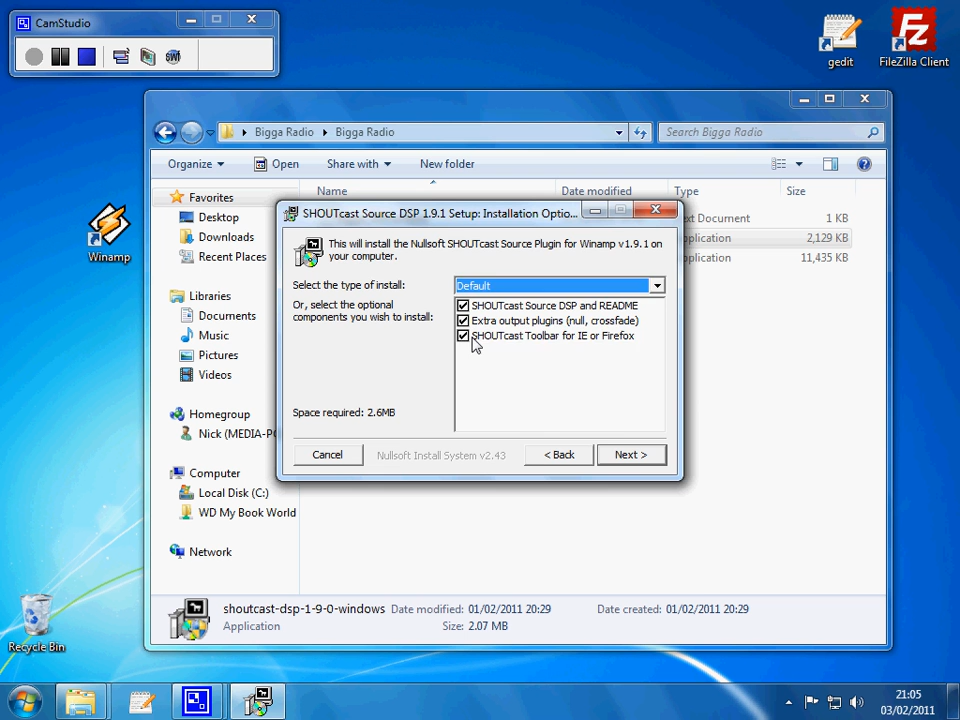 CamStudio
gedit
FileZilla Client
Bigga Radio
Bigga Radio
Search Bigga Radio
Organize
Open
Share with
New folder
Name
Date modified
Type
Size
Favorites
Desktop
Downloads
Recent Places
Libraries
Documents
Music
Pictures
Videos
Homegroup
Nick (MEDIA-PC
Computer
Local Disk (C:)
WD My Book World
Network
Winamp
Recycle Bin
ext Document
1 KB
pplication
2,129 KB
pplication
11,435 KB
SHOUTcast Source DSP 1.9.1 Setup: Installation Optio...
This will install the Nullsoft SHOUTcast Source Plugin for Winamp v1.9.1 on
your computer.
Select the type of install:
Default
Or, select the optional
components you wish to install:
SHOUTcast Source DSP and README
Extra output plugins (null, crossfade)
SHOUTcast Toolbar for IE or Firefox
Space required: 2.6MB
Cancel
Nullsoft Install System v2.43
< Back
Next >
shoutcast-dsp-1-9-0-windows
Date modified: 01/02/2011 20:29
Date created: 01/02/2011 20:29
Application
Size: 2.07 MB
21:05
03/02/2011